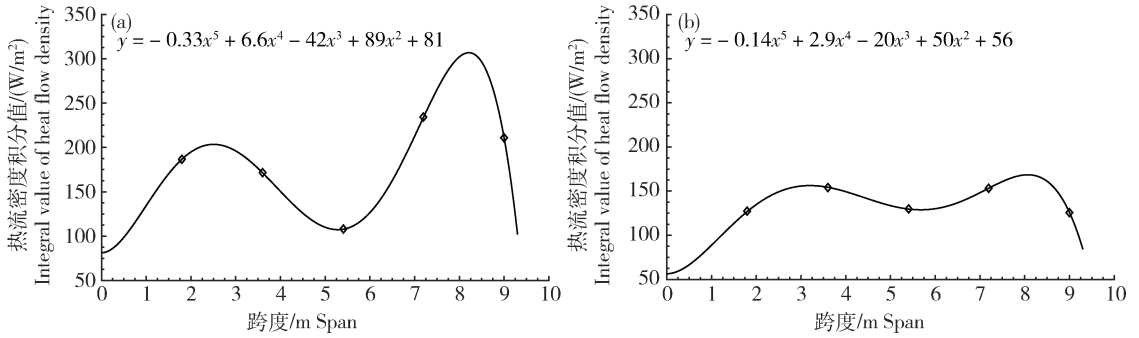 (a)
y = − 0.33x⁵ + 6.6x⁴ − 42x³ + 89x² + 81
350
300
250
200
150
100
50
0 1 2 3 4 5 6 7 8 9 10
热流密度积分值/(W/m²)
Integral value of heat flow density
跨度/m Span
(b)
y = − 0.14x⁵ + 2.9x⁴ − 20x³ + 50x² + 56
350
300
250
200
150
100
50
0 1 2 3 4 5 6 7 8 9 10
热流密度积分值/(W/m²)
Integral value of heat flow density
跨度/m Span